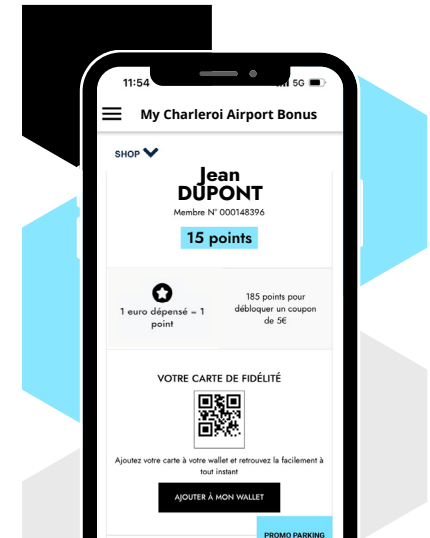 11:54
5G
My Charleroi Airport Bonus
SHOP
Jean
DUPONT
Membre N° 000148396
15 points
1 euro dépensé = 1
point
185 points pour
débloquer un coupon
de 5€
VOTRE CARTE DE FIDÉLITÉ
Ajoutez votre carte à votre wallet et retrouvez la facilement à
tout instant
AJOUTER À MON WALLET
PROMO PARKING